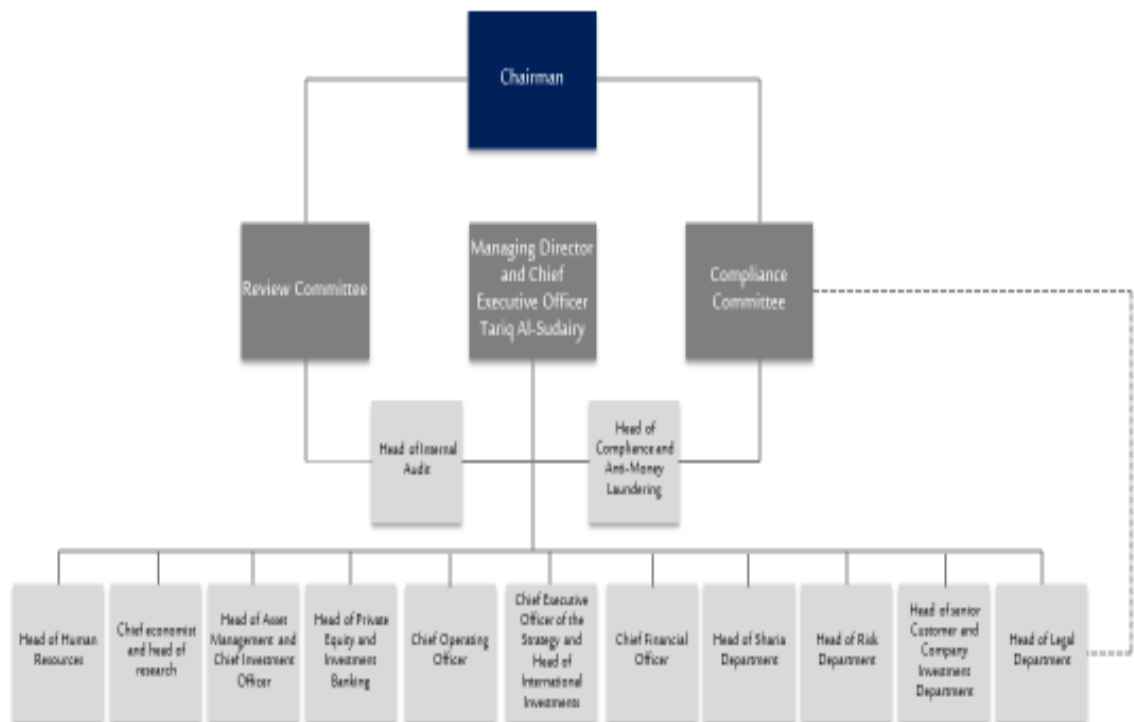 Chairman
Review Committee
Managing Director
and Chief
Executive Officer
Tariq Al-Sudairy
Compliance
Committee
Head of Internal
Audit
Head of
Compliance and
Anti-Money
Laundering
Head of Human
Resources
Chief economist
and head of
research
Head of Asset
Management and
Chief Investment
Officer
Head of Private
Equity and
Investment
Banking
Chief Operating
Officer
Chief Executive
Officer of the
Strategy and
Head of
International
Investments
Chief Financial
Officer
Head of Sharia
Department
Head of Risk
Department
Head of senior
Customer and
Company
Investment
Department
Head of Legal
Department